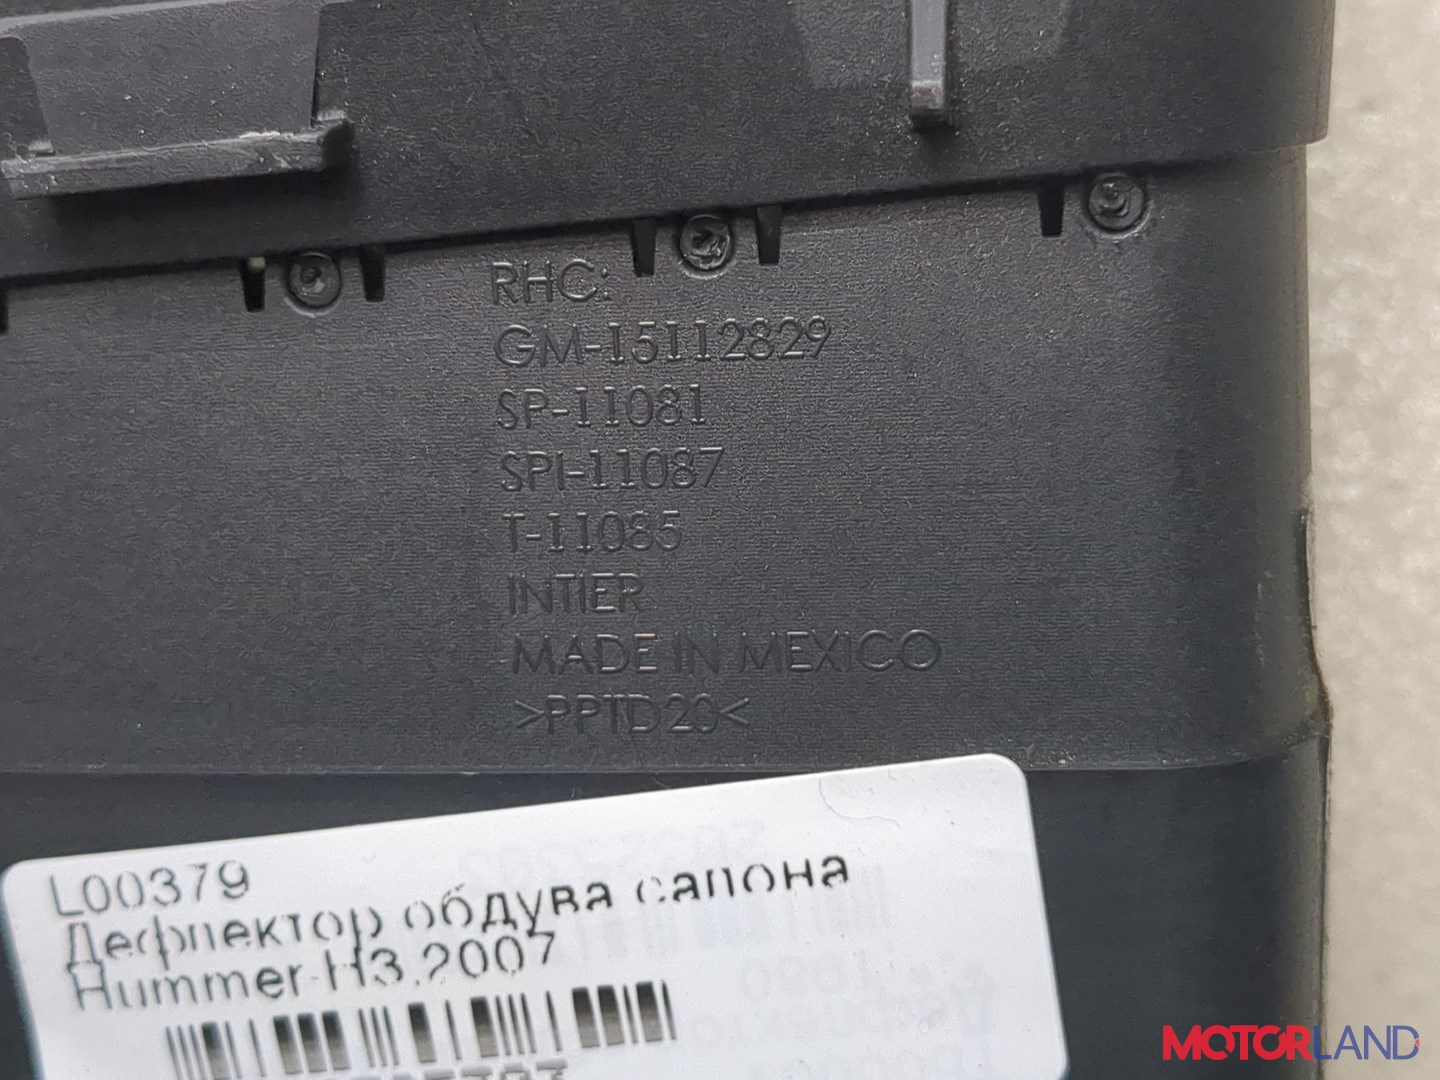 RHC:
GM-15112829
SP-11081
SPI-11087
T-11085
INTIER
MADE IN MEXICO
>PPTD20<
L00379
Дефлектор обдува салона
Hummer H3,2007
MOTORLAND